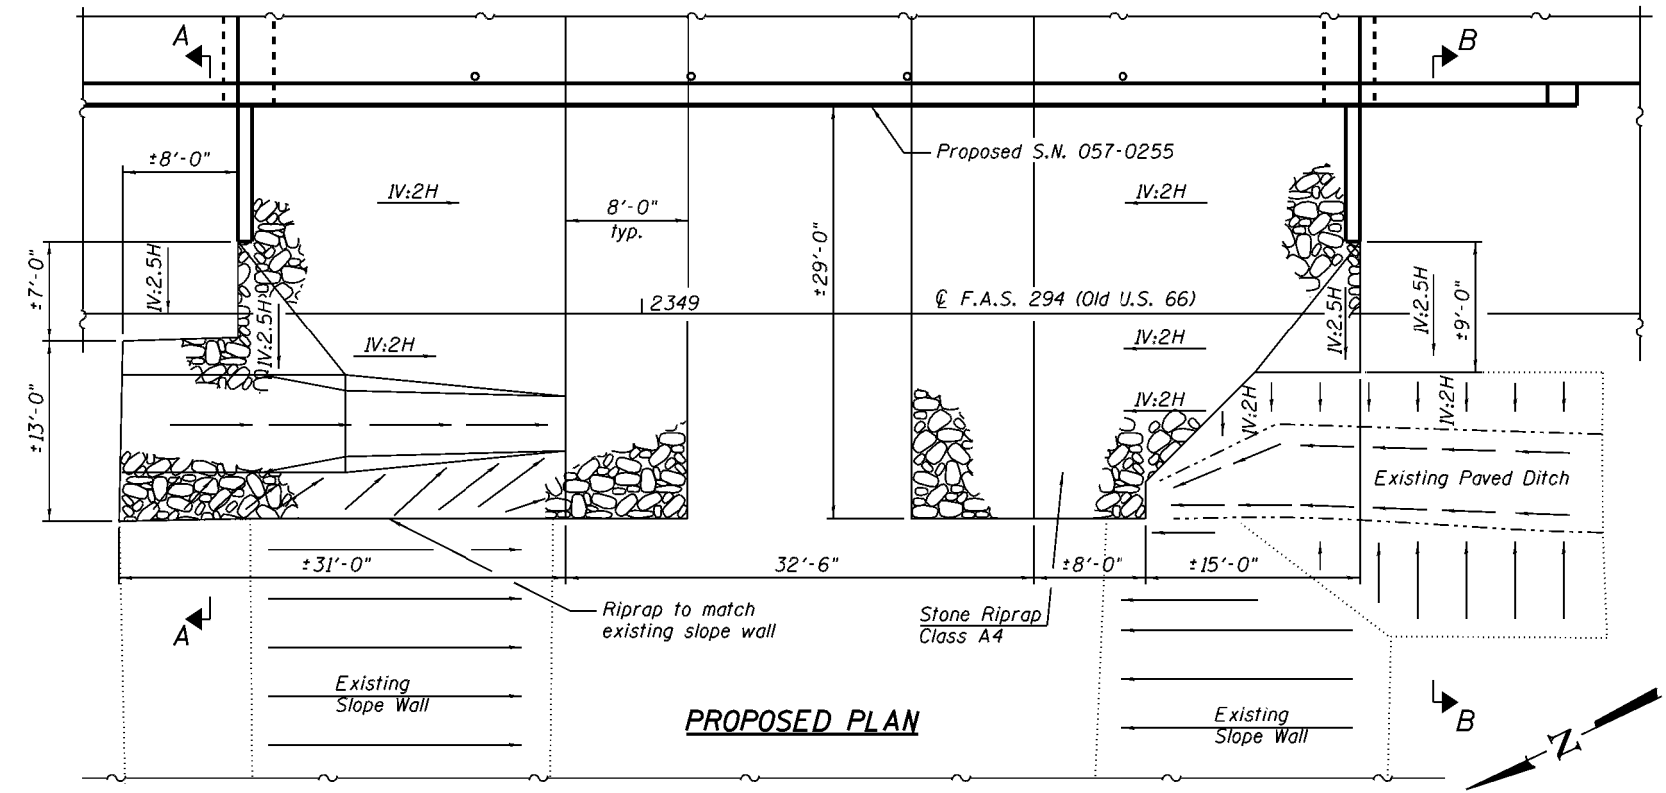 A
B
Proposed S.N. 057-0255
±8'-0"
1V:2H
8'-0"
typ.
1V:2H
±7'-0"
1V:2.5H
1V:2.5H
±29'-0"
2349
℄ F.A.S. 294 (Old U.S. 66)
1V:2.5H
1V:2.5H
±9'-0"
1V:2H
1V:2H
±13'-0"
1V:2H
1V:2H
1V:2H
Existing Paved Ditch
±31'-0"
32'-6"
±8'-0"
±15'-0"
A
Riprap to match
existing slope wall
Stone Riprap
Class A4
Existing
Slope Wall
PROPOSED PLAN
Existing
Slope Wall
B
N